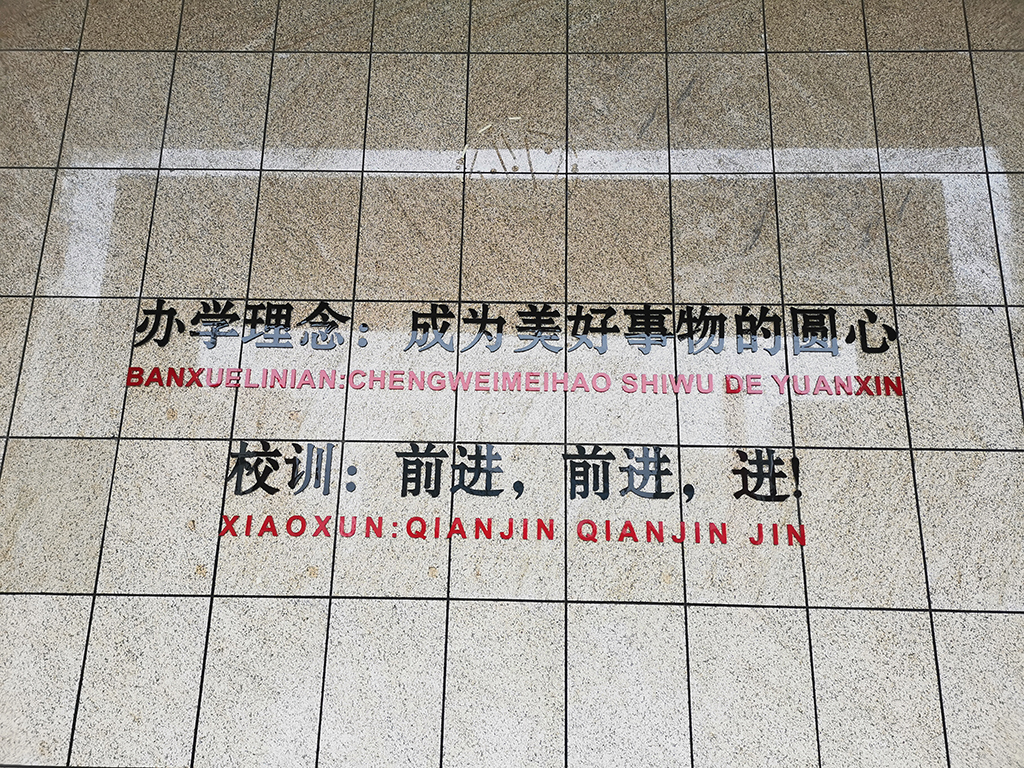 办学理念：成为美好事物的圆心
BANXUELINIAN:CHENGWEIMEIHAO SHIWU DE YUANXIN
校训：前进，前进，进!
XIAOXUN:QIANJIN QIANJIN JIN